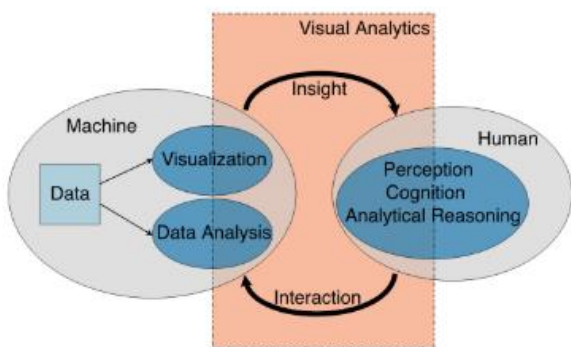 Visual Analytics
Insight
Machine
Human
Visualization
Perception
Cognition
Analytical Reasoning
Data
Data Analysis
Interaction